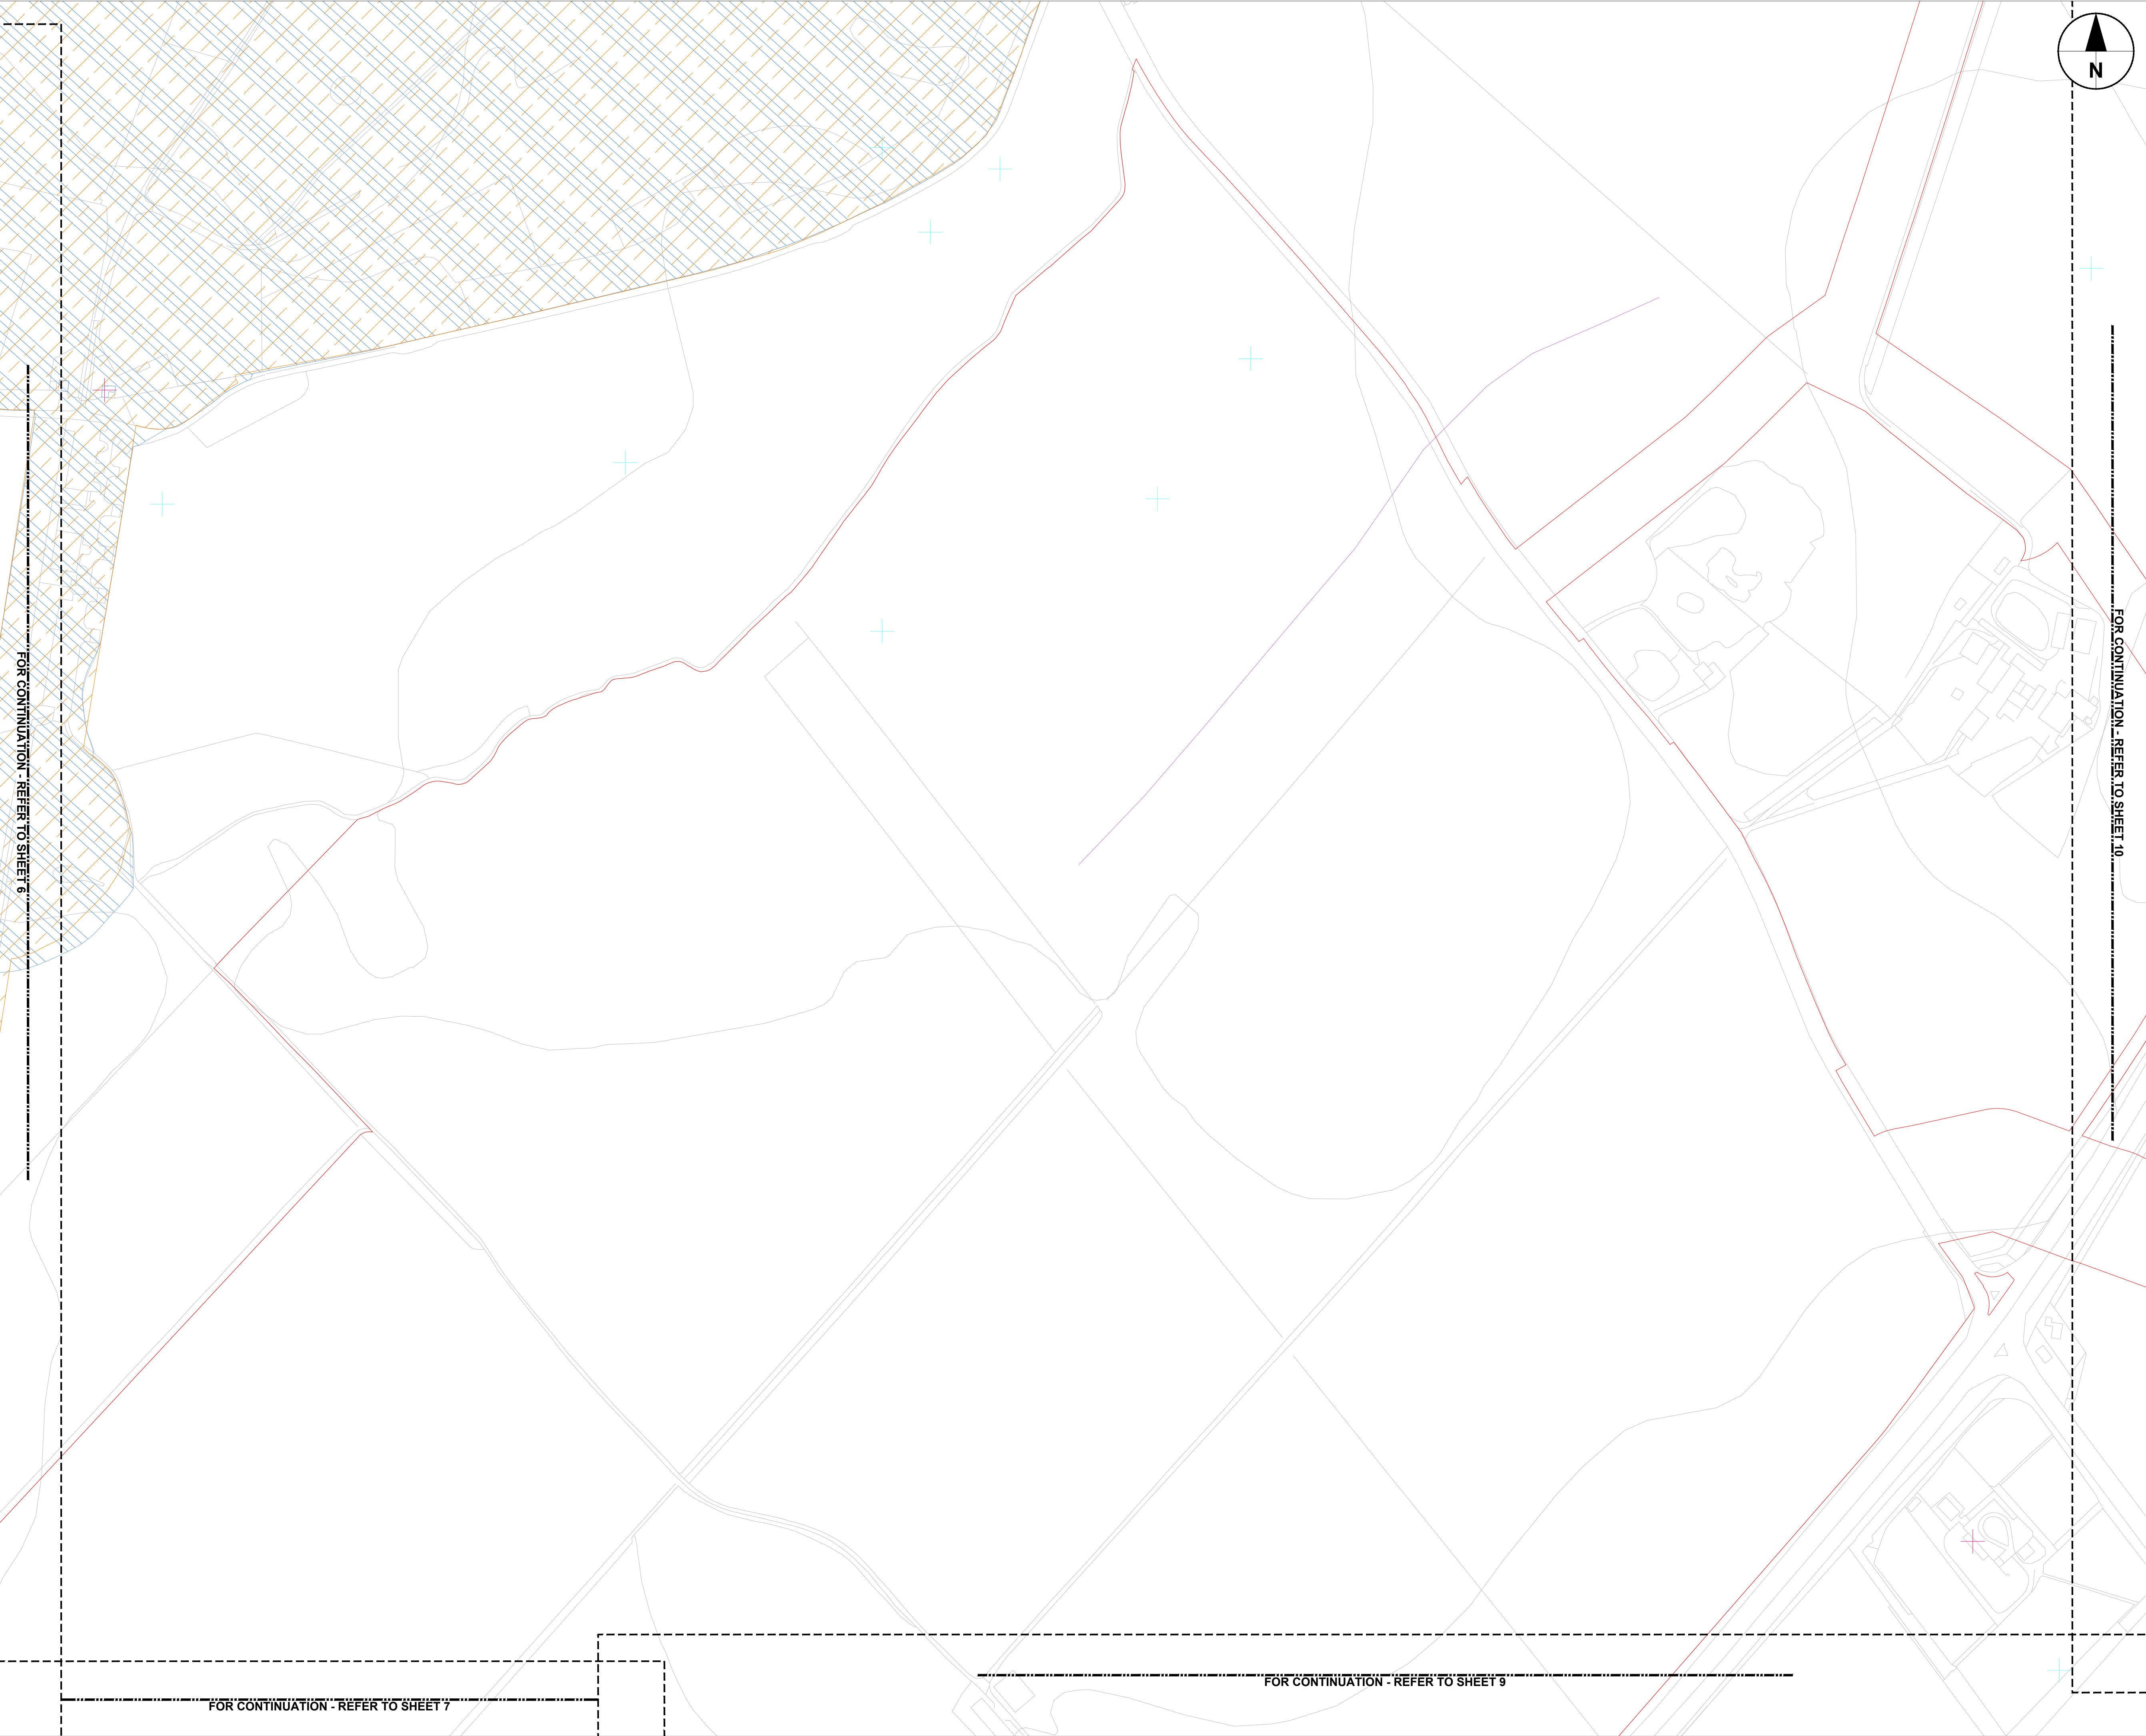 N
FOR CONTINUATION - REFER TO SHEET 6
FOR CONTINUATION - REFER TO SHEET 10
FOR CONTINUATION - REFER TO SHEET 9
FOR CONTINUATION - REFER TO SHEET 7